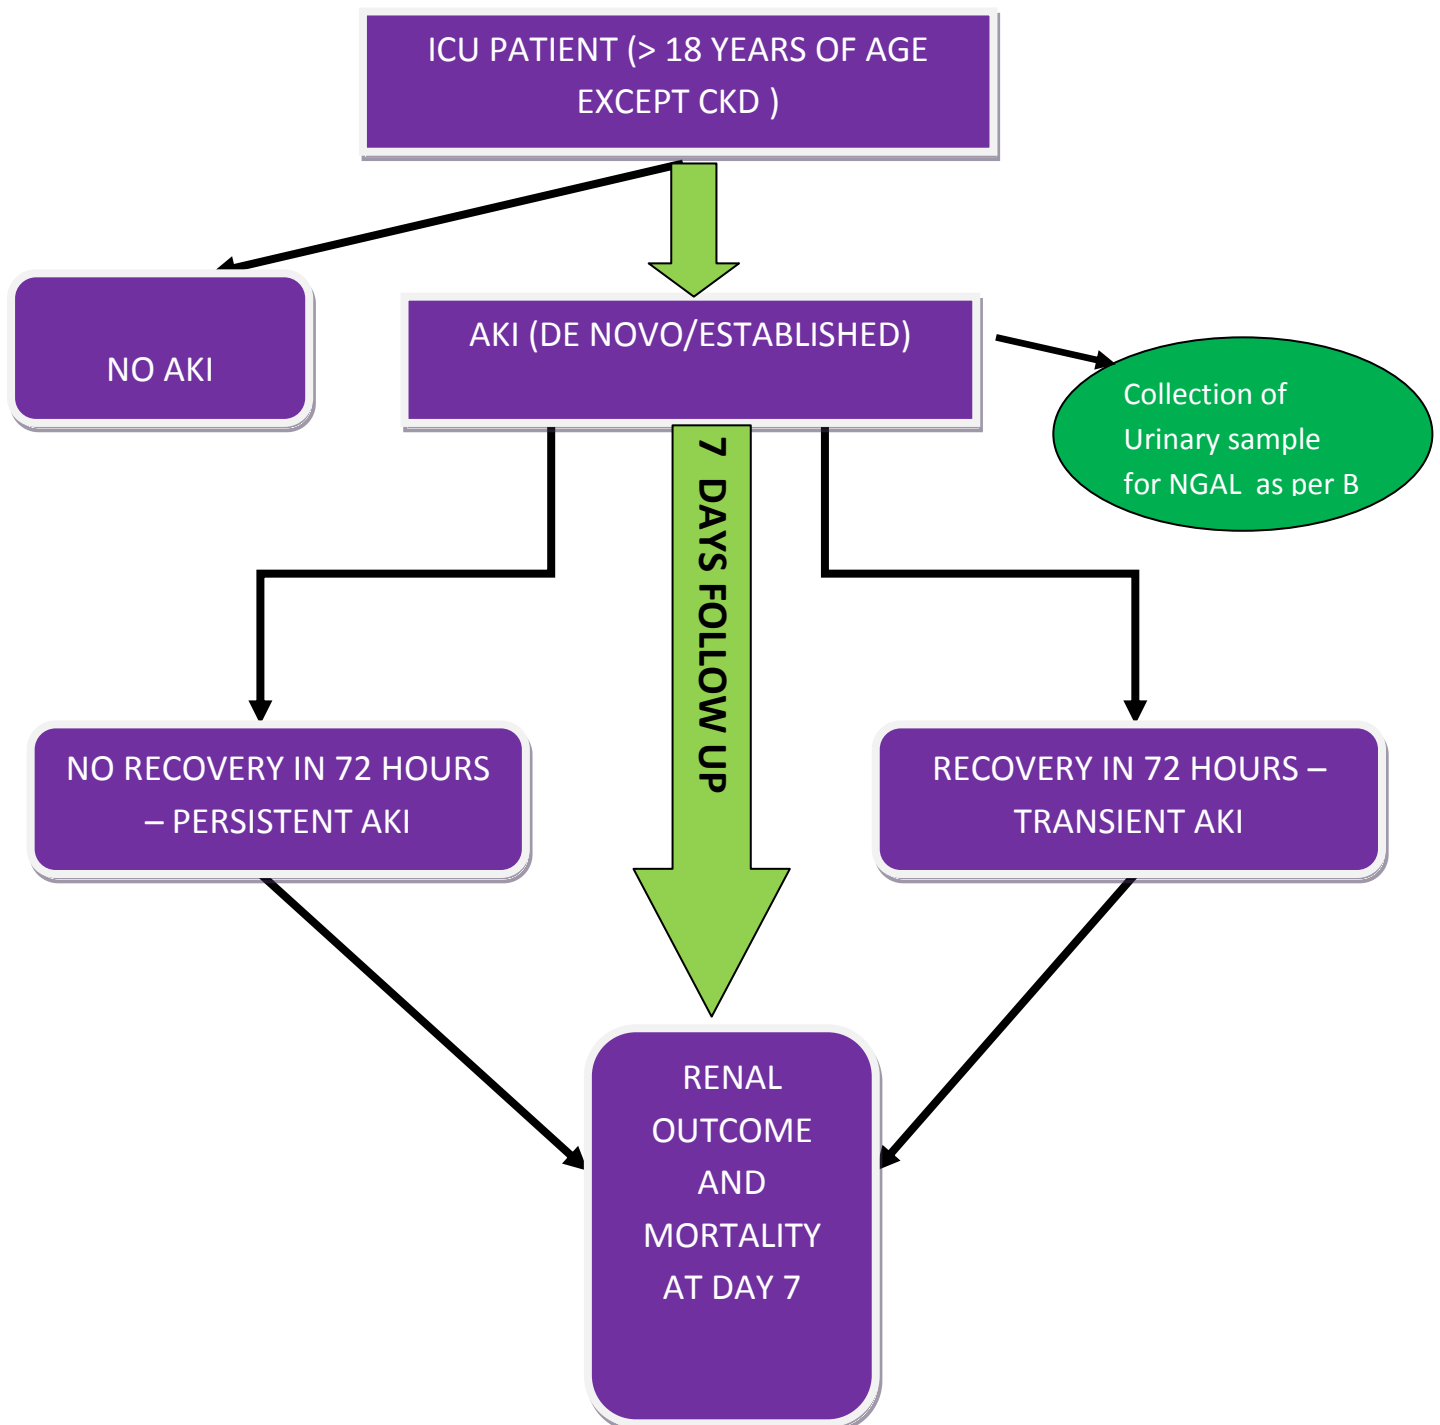 ICU PATIENT (> 18 YEARS OF AGE
EXCEPT CKD )
NO AKI
AKI (DE NOVO/ESTABLISHED)
Collection of
Urinary sample
for NGAL as per B
7 DAYS FOLLOW UP
NO RECOVERY IN 72 HOURS
– PERSISTENT AKI
RECOVERY IN 72 HOURS –
TRANSIENT AKI
RENAL
OUTCOME
AND
MORTALITY
AT DAY 7